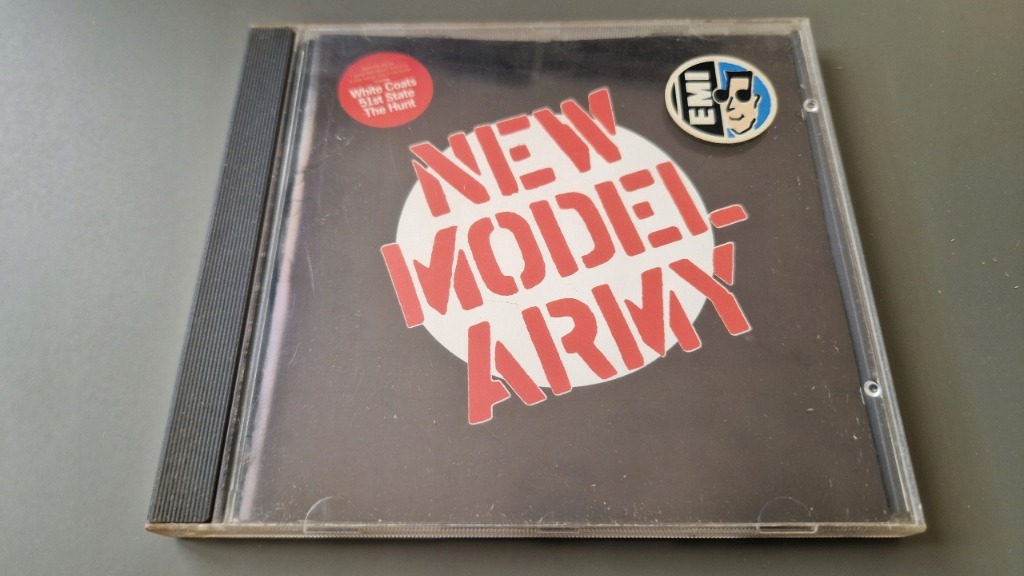 White Coats
51st State
The Hunt
EMI
NEW
MODEL
ARMY